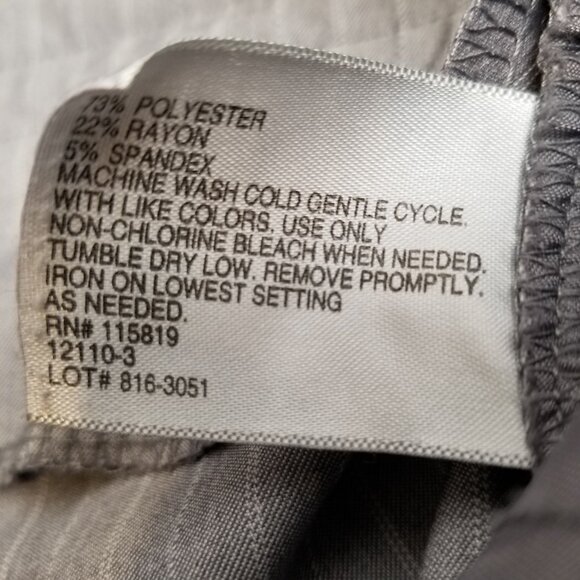 73% POLYESTER
22% RAYON
5% SPANDEX
MACHINE WASH COLD GENTLE CYCLE.
WITH LIKE COLORS. USE ONLY
NON-CHLORINE BLEACH WHEN NEEDED.
TUMBLE DRY LOW. REMOVE PROMPTLY.
IRON ON LOWEST SETTING
AS NEEDED.
RN# 115819
12110-3
LOT# 816-3051